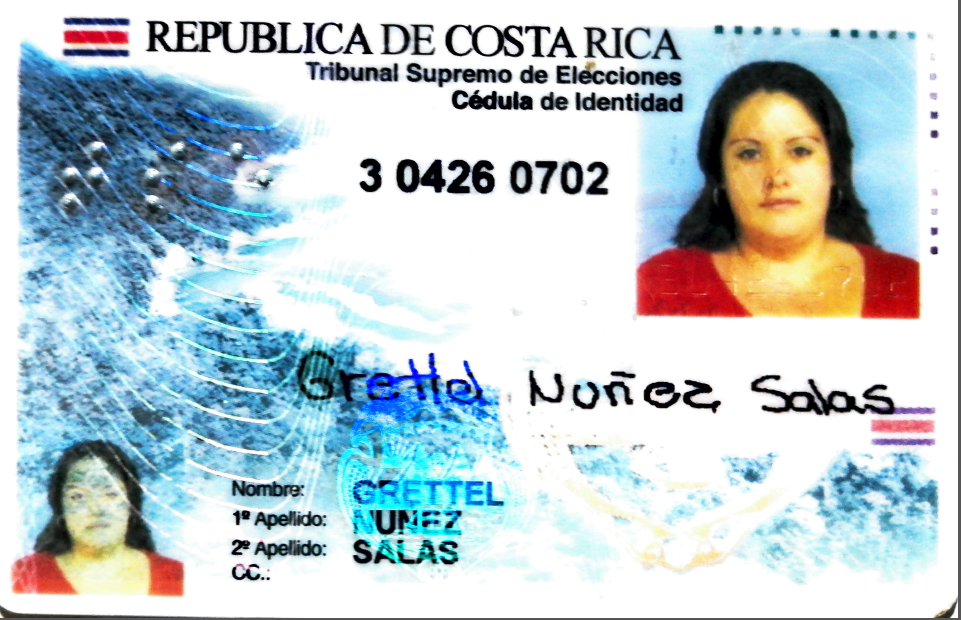 REPUBLICA DE COSTA RICA
Tribunal Supremo de Elecciones
Cédula de Identidad
3 0426 0702
Grettel Nuñez Salas
Nombre: GRETTEL
1º Apellido: NUÑEZ
2º Apellido: SALAS
CC.: